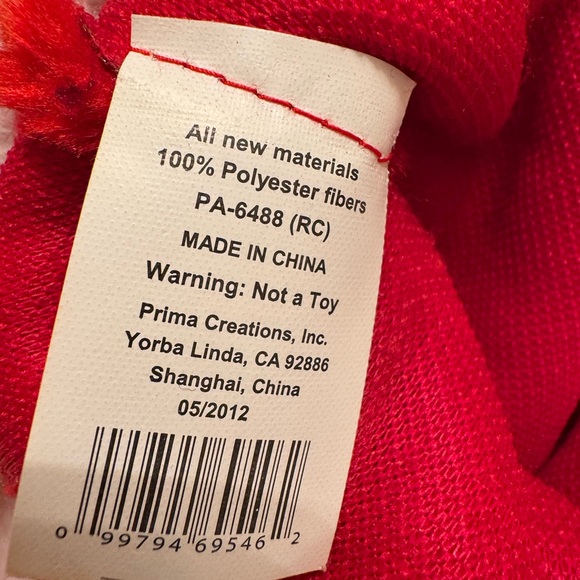 All new materials
100% Polyester fibers
PA-6488 (RC)
MADE IN CHINA
Warning: Not a Toy
Prima Creations, Inc.
Yorba Linda, CA 92886
Shanghai, China
05/2012
0 99794 69546 2